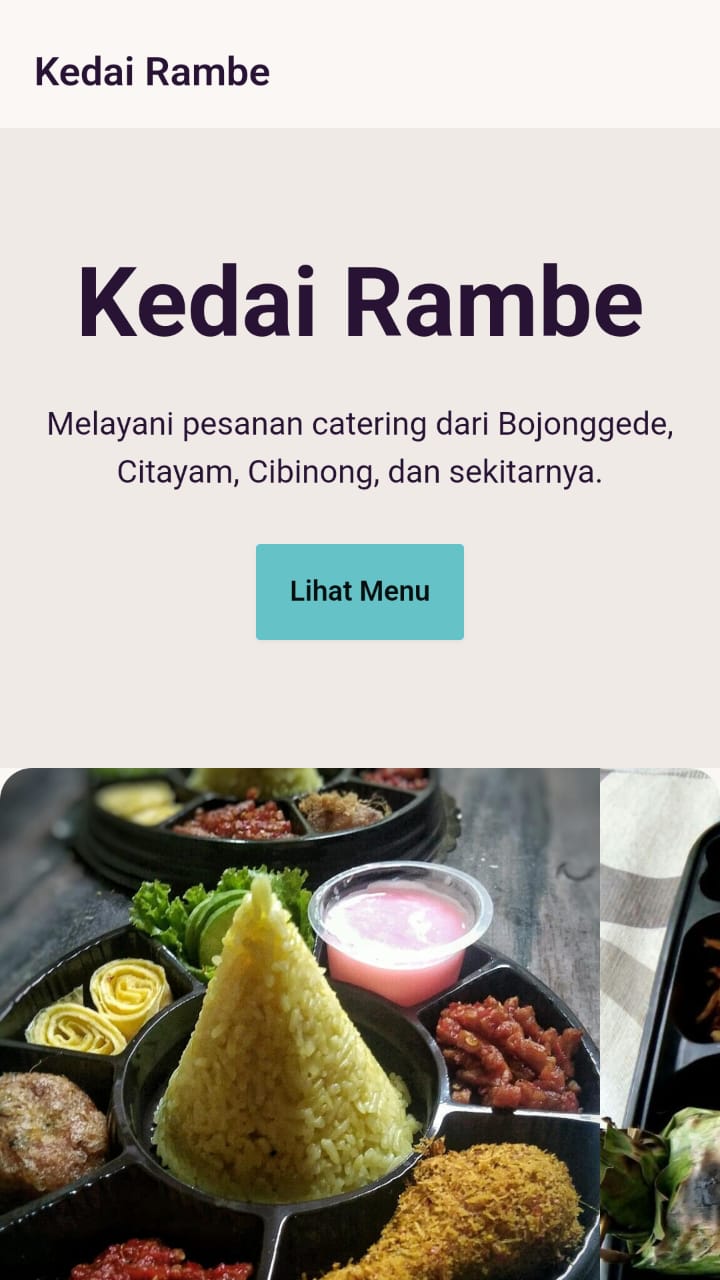 Kedai Rambe
Kedai Rambe
Melayani pesanan catering dari Bojonggede,
Citayam, Cibinong, dan sekitarnya.
Lihat Menu